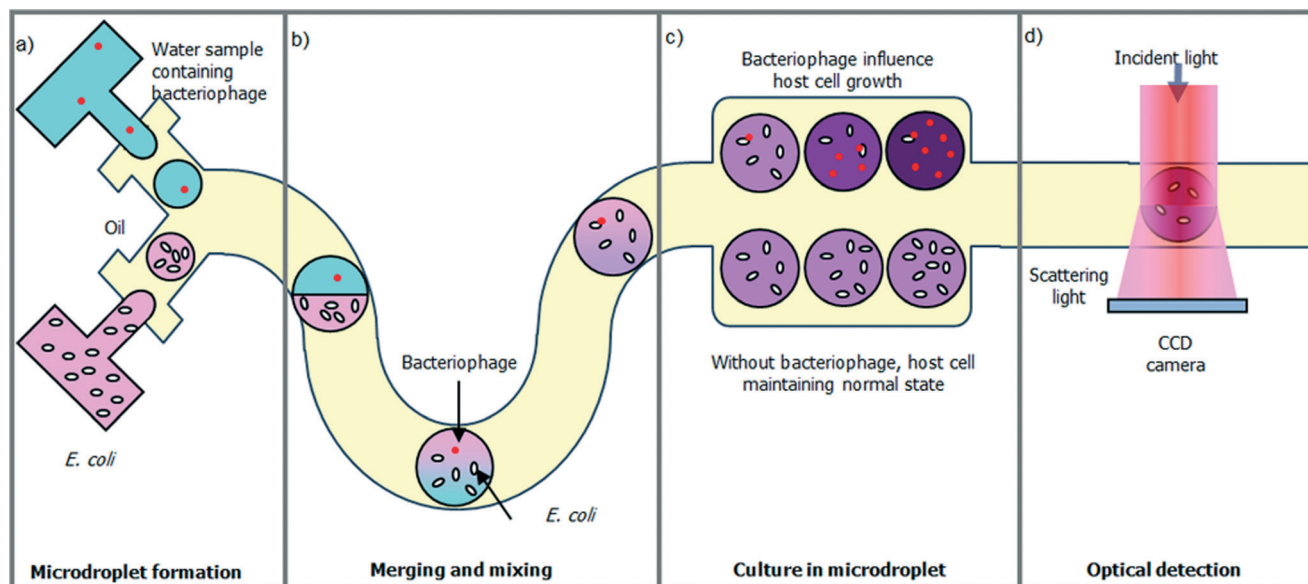 a)
Water sample
containing
bacteriophage
Oil
E. coli
Microdroplet formation
b)
Bacteriophage
E. coli
Merging and mixing
c)
Bacteriophage influence
host cell growth
Without bacteriophage, host cell
maintaining normal state
Culture in microdroplet
d)
Incident light
Scattering
light
CCD
camera
Optical detection